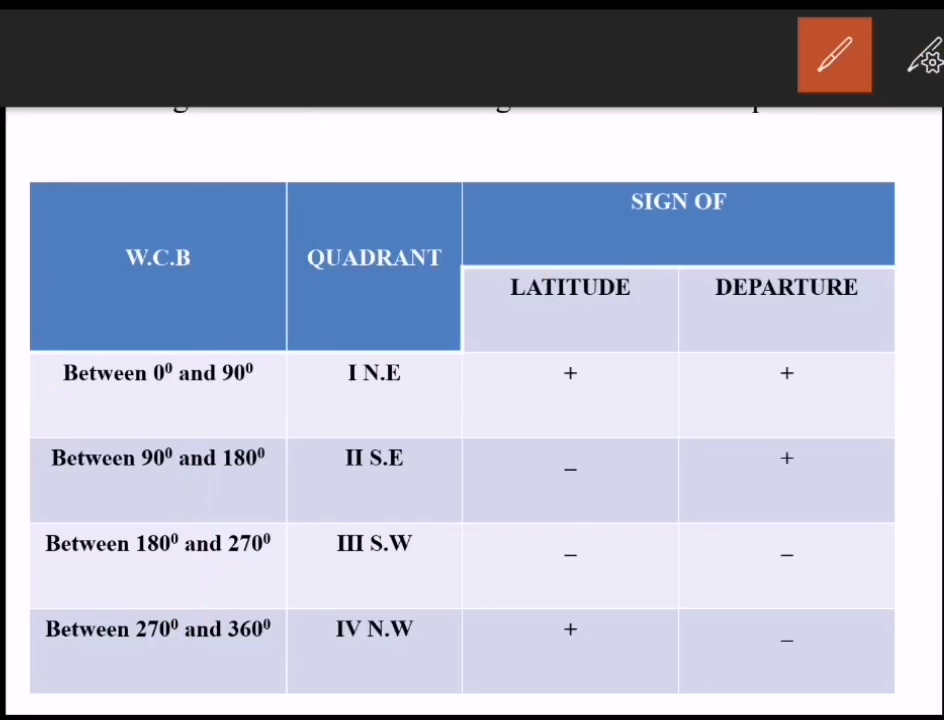 SIGN OF
W.C.B QUADRANT
LATITUDE DEPARTURE
Between 0⁰ and 90⁰ I N.E + +
Between 90⁰ and 180⁰ II S.E – +
Between 180⁰ and 270⁰ III S.W – –
Between 270⁰ and 360⁰ IV N.W + –